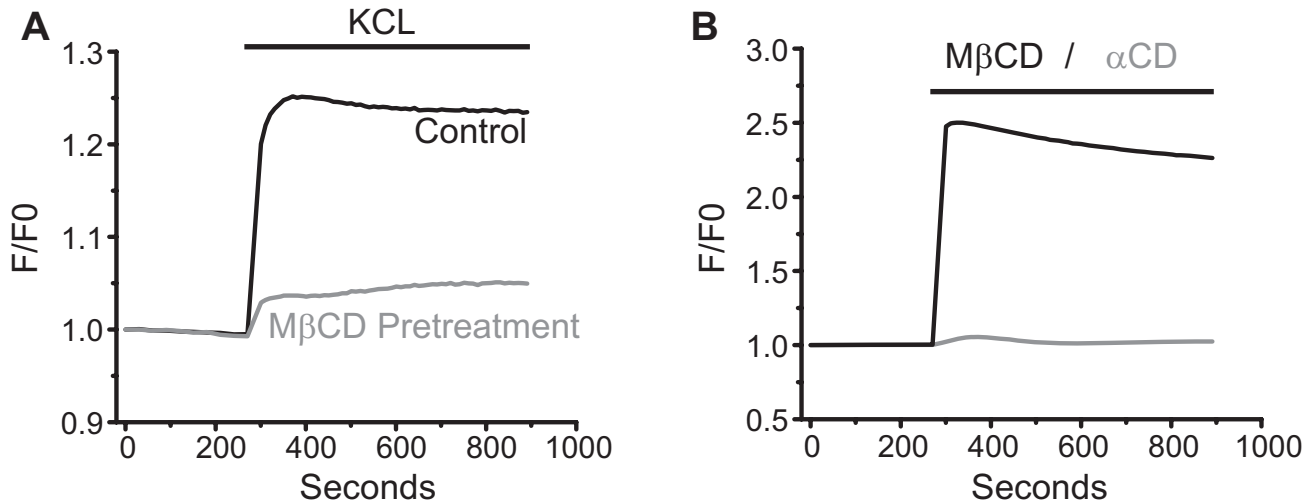 A
KCL
1.3
1.2
1.1
1.0
0.9
F/F0
Control
MβCD Pretreatment
0 200 400 600 800 1000
Seconds
B
MβCD / αCD
3.0
2.5
2.0
1.5
1.0
0.5
F/F0
0 200 400 600 800 1000
Seconds